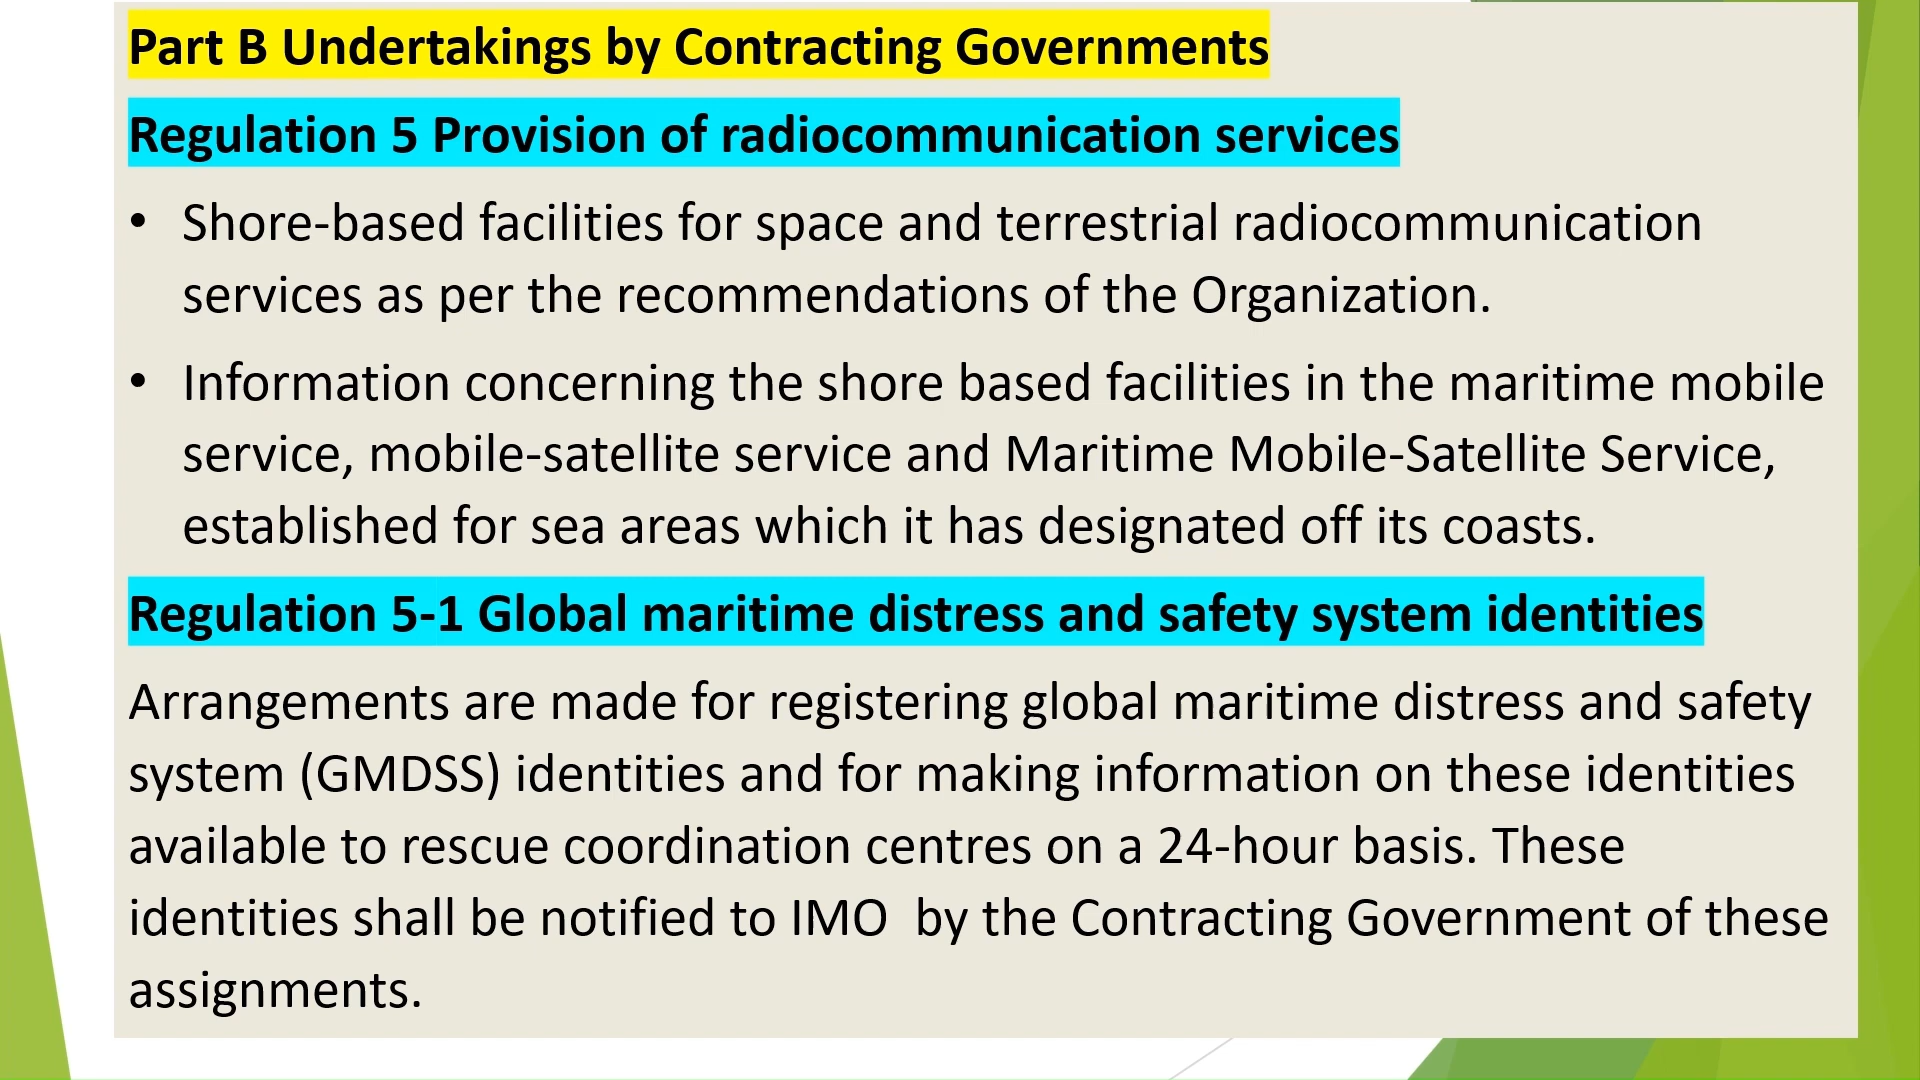 Part B Undertakings by Contracting Governments
Regulation 5 Provision of radiocommunication services
• Shore-based facilities for space and terrestrial radiocommunication
services as per the recommendations of the Organization.
• Information concerning the shore based facilities in the maritime mobile
service, mobile-satellite service and Maritime Mobile-Satellite Service,
established for sea areas which it has designated off its coasts.
Regulation 5-1 Global maritime distress and safety system identities
Arrangements are made for registering global maritime distress and safety
system (GMDSS) identities and for making information on these identities
available to rescue coordination centres on a 24-hour basis. These
identities shall be notified to IMO  by the Contracting Government of these
assignments.